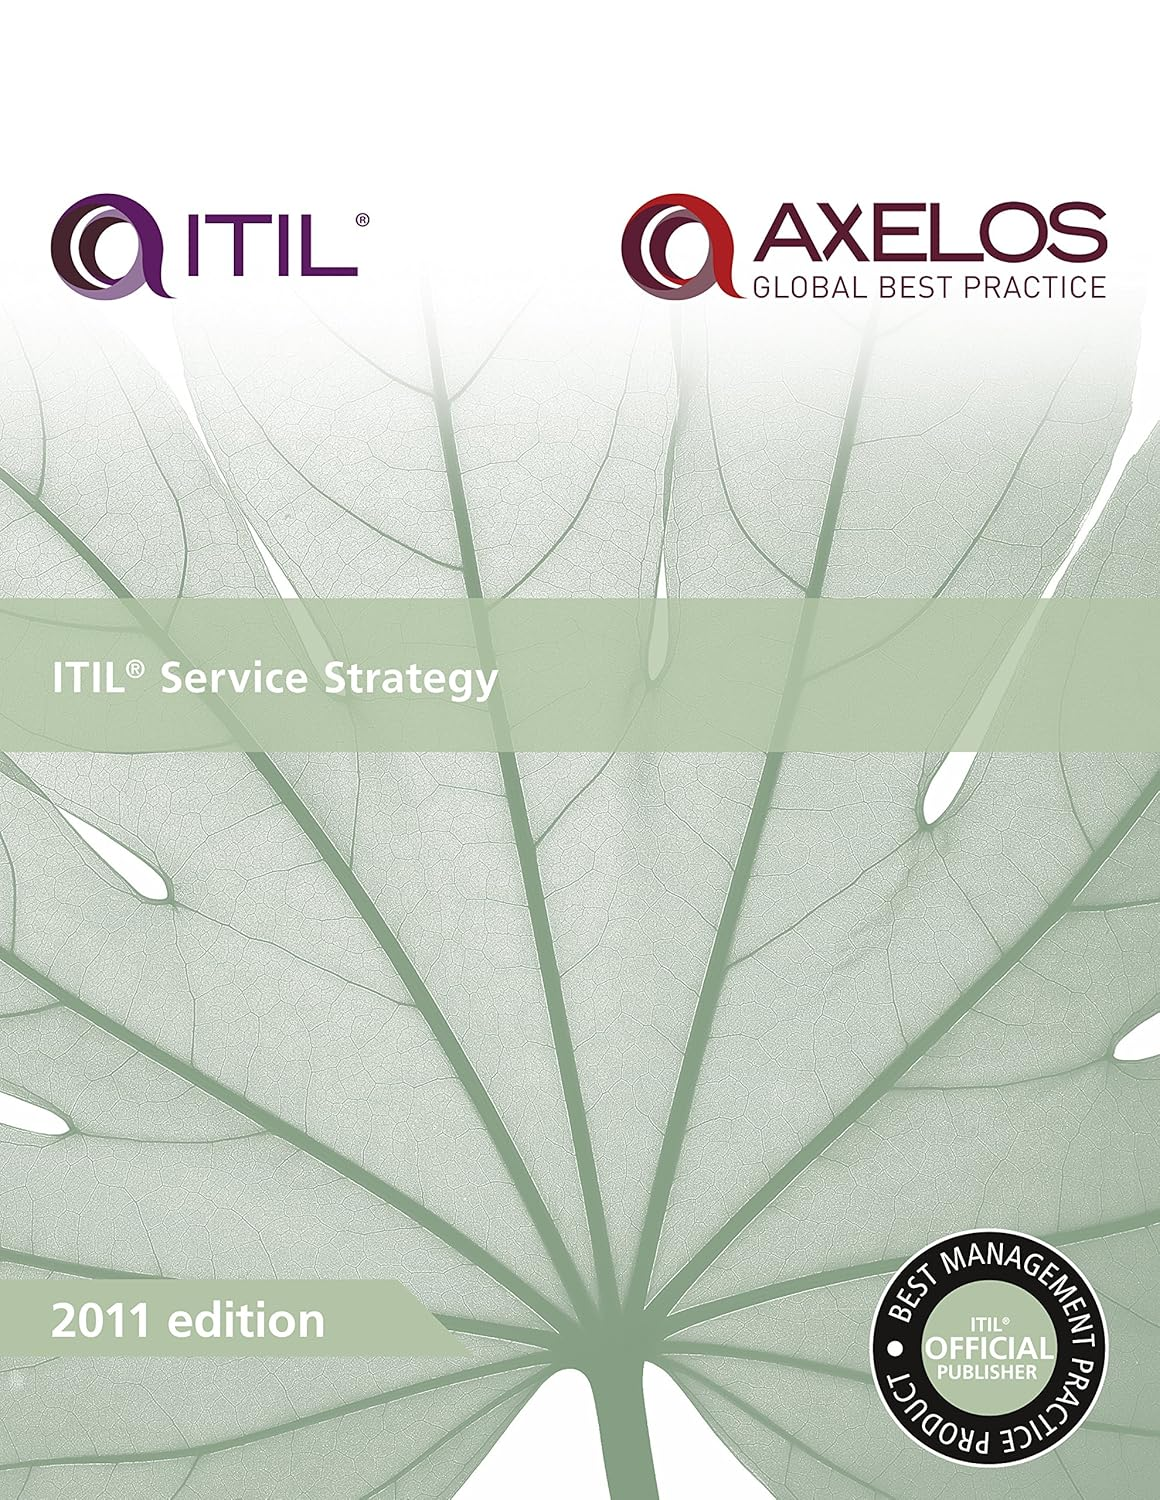 ITIL®
AXELOS
GLOBAL BEST PRACTICE
ITIL® Service Strategy
2011 edition
BEST MANAGEMENT PRACTICE PRODUCT
ITIL®
OFFICIAL
PUBLISHER